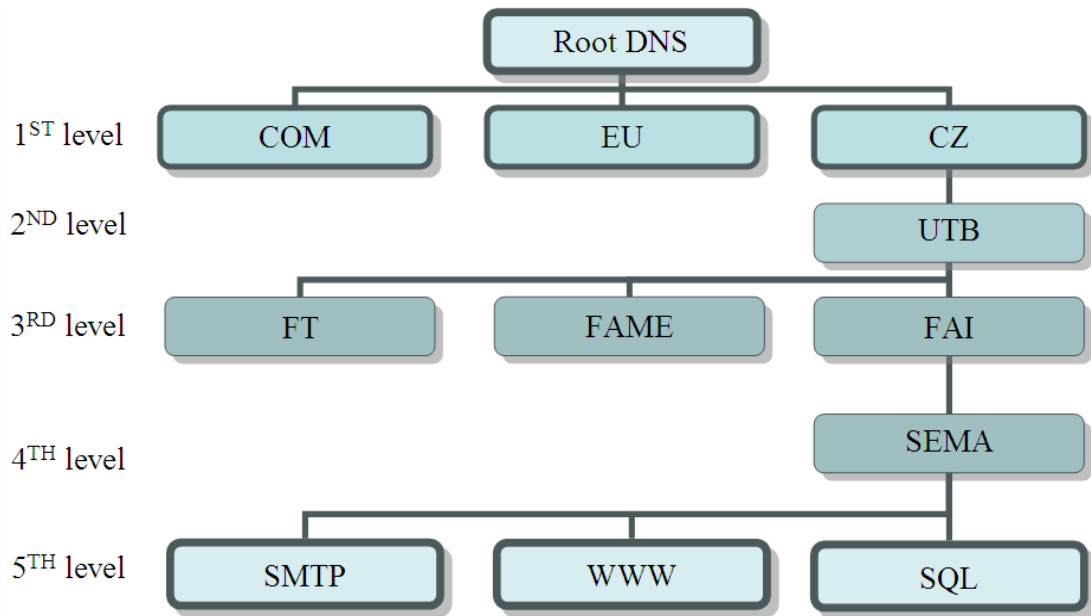 Root DNS
1ST level
COM
EU
CZ
2ND level
UTB
3RD level
FT
FAME
FAI
4TH level
SEMA
5TH level
SMTP
WWW
SQL